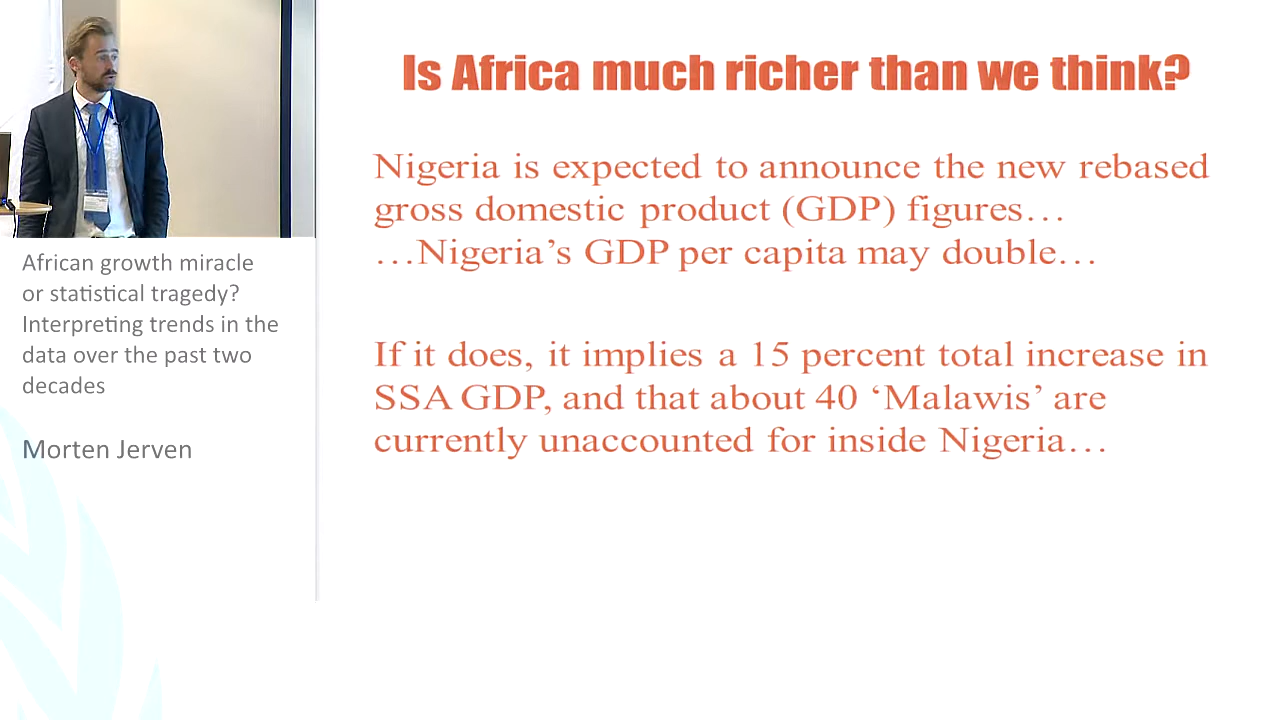 Is Africa much richer than we think?
Nigeria is expected to announce the new rebased
gross domestic product (GDP) figures…
…Nigeria’s GDP per capita may double…
If it does, it implies a 15 percent total increase in
SSA GDP, and that about 40 ‘Malawis’ are
currently unaccounted for inside Nigeria…
African growth miracle
or statistical tragedy?
Interpreting trends in the
data over the past two
decades
Morten Jerven